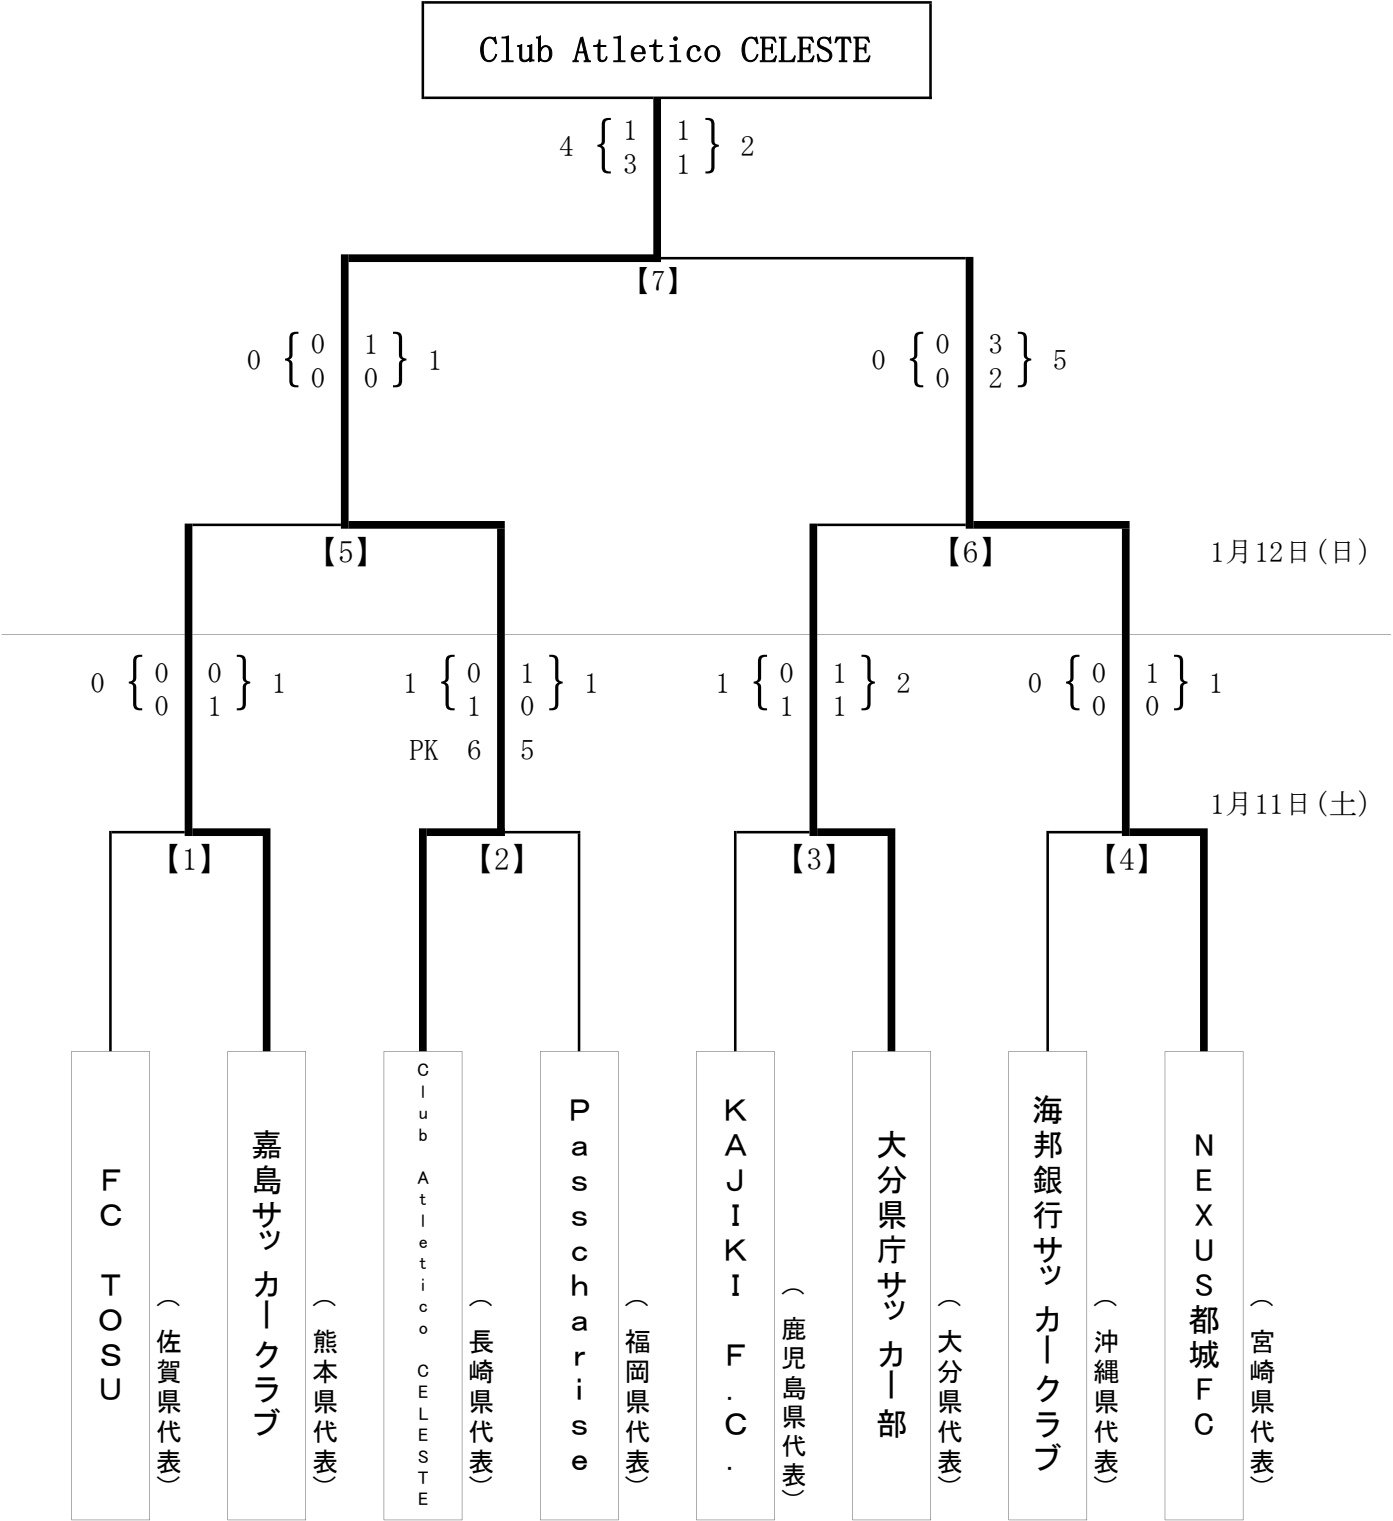 Club Atletico CELESTE
4 { 1 1 } 2
3 1
【7】
0 { 0 1 } 1 0 { 0 3 } 5
0 0 0 2
【5】 【6】 1月12日(日)
0 { 0 0 } 1 1 { 0 1 } 1 1 { 0 1 } 2 0 { 0 1 } 1
0 1 1 0 1 1 0 0
PK 6 5
1月11日(土)
【1】 【2】 【3】 【4】
FC TOSU
(佐賀県代表)
嘉島サッカークラブ
(熊本県代表)
Club Atletico CELESTE
(長崎県代表)
Passcharise
(福岡県代表)
KAJIKI F.C.
(鹿児島県代表)
大分県庁サッカー部
(大分県代表)
海邦銀行サッカークラブ
(沖縄県代表)
NEXUS都城FC
(宮崎県代表)